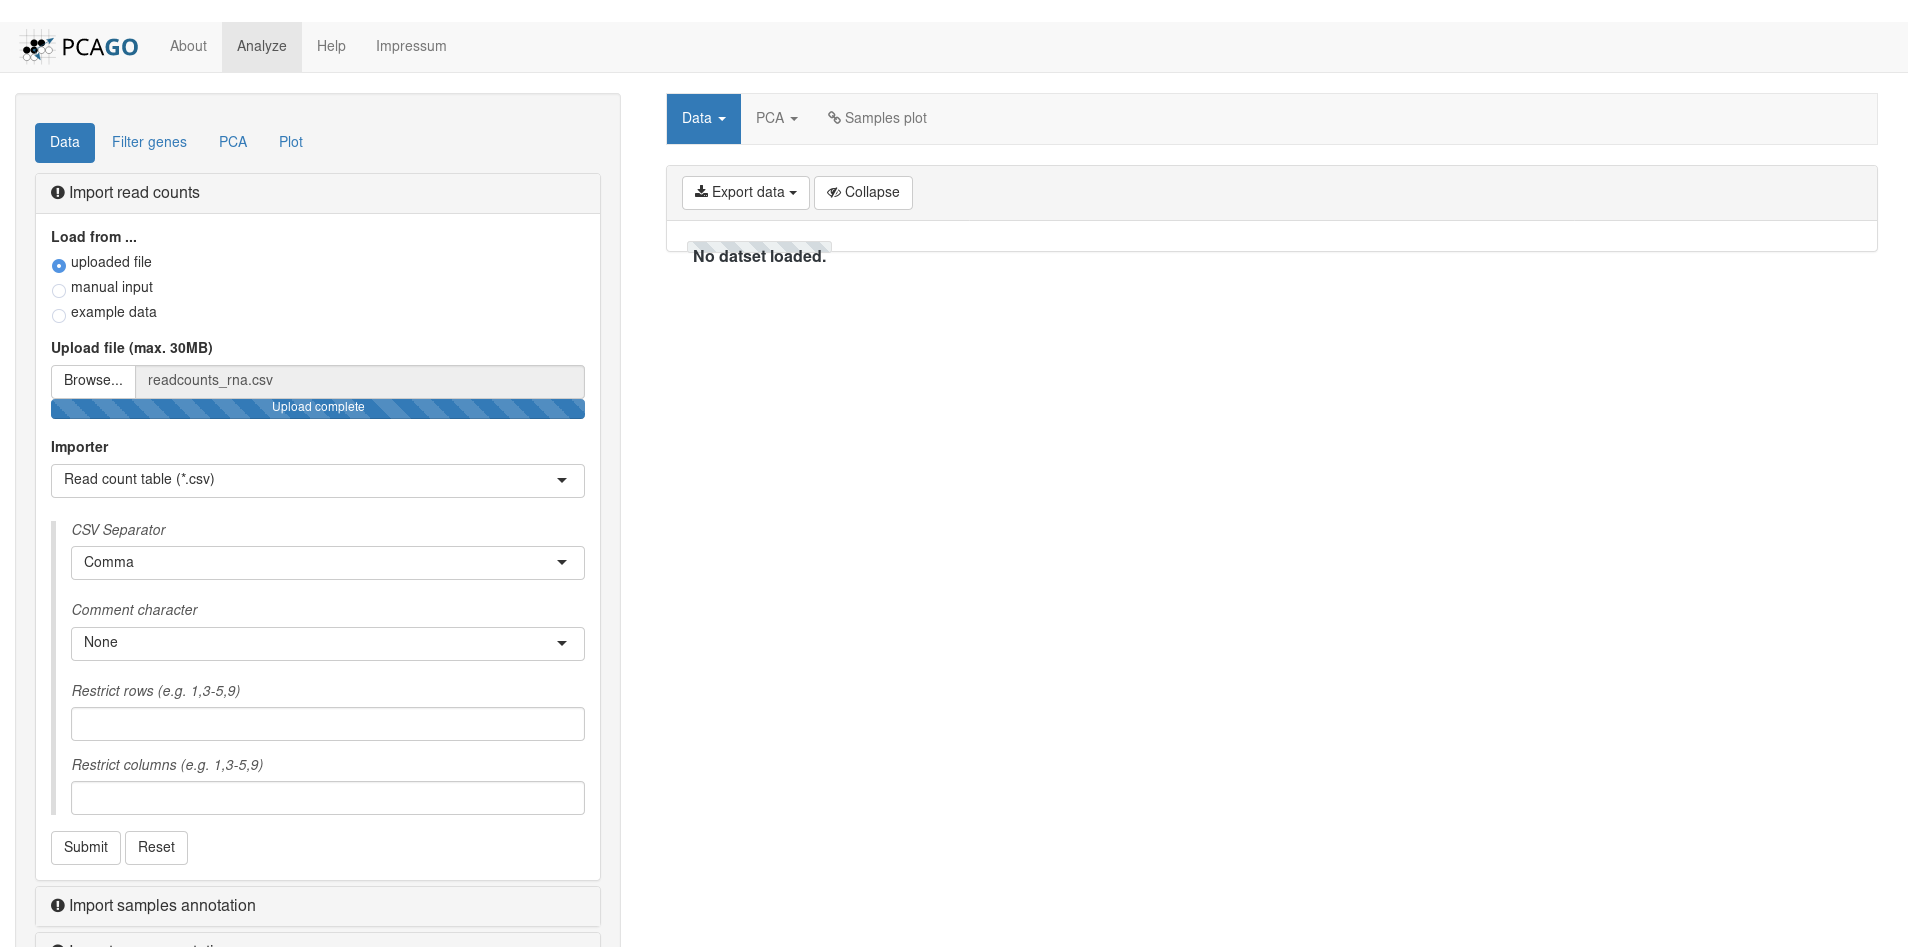 PCAGO About Analyze Help Impressum
Data Filter genes PCA Plot
Import read counts
Load from ...
uploaded file
manual input
example data
Upload file (max. 30MB)
Browse... readcounts_rna.csv
Upload complete
Importer
Read count table (*.csv)
CSV Separator
Comma
Comment character
None
Restrict rows (e.g. 1,3-5,9)
Restrict columns (e.g. 1,3-5,9)
Submit Reset
Import samples annotation
Data PCA Samples plot
Export data Collapse
No datset loaded.